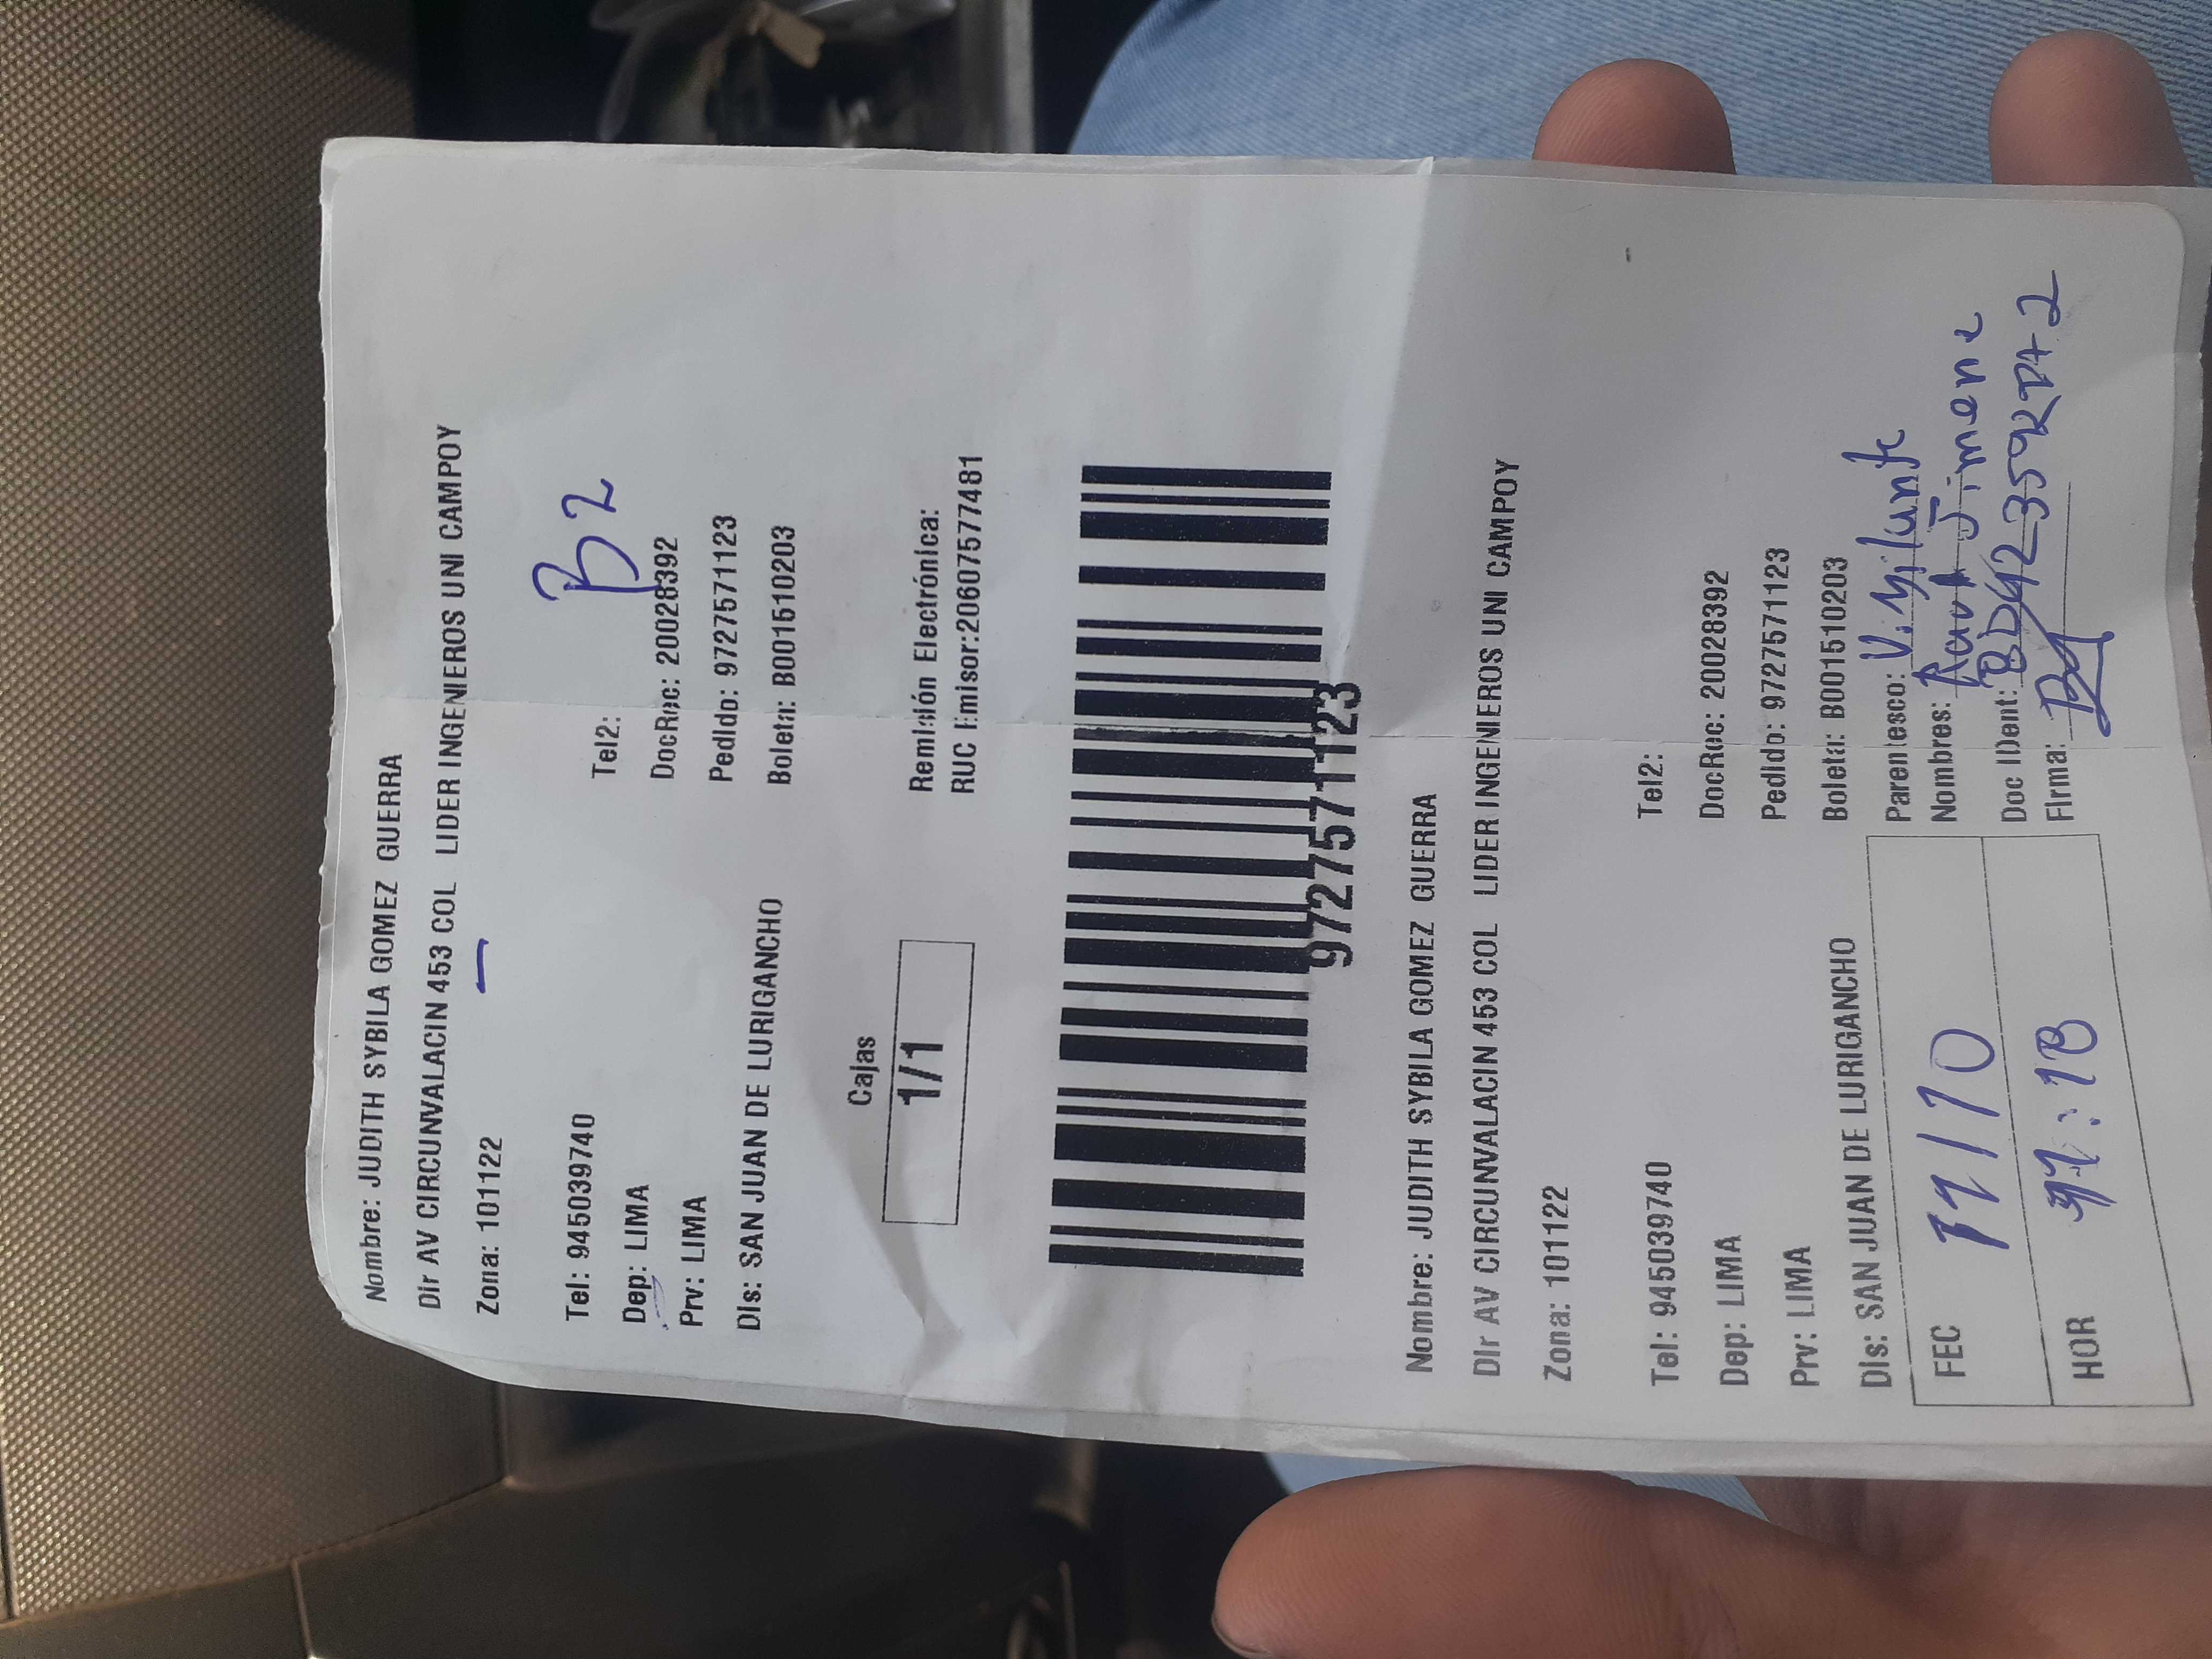 Nombre: JUDITH SYBILA GOMEZ GUERRA
Dir AV CIRCUNVALACIN 453 COL LIDER INGENIEROS UNI CAMPOY
Zona: 101122
B2
Tel: 945039740 Tel2:
Dep: LIMA DocRec: 20028392
Prv: LIMA Pedido: 9727571123
Dis: SAN JUAN DE LURIGANCHO Boleta: B001510203
Cajas
1/1
Remisión Electrónica:
RUC Emisor:20607577481
9727571123
Nombre: JUDITH SYBILA GOMEZ GUERRA
Dir AV CIRCUNVALACIN 453 COL LIDER INGENIEROS UNI CAMPOY
Zona: 101122
Tel: 945039740 Tel2:
Dep: LIMA DocRec: 20028392
Prv: LIMA Pedido: 9727571123
Dis: SAN JUAN DE LURIGANCHO Boleta: B001510203
Parentesco: Vigilante
FEC
Nombres:
Doc IDent:
HOR
Firma: